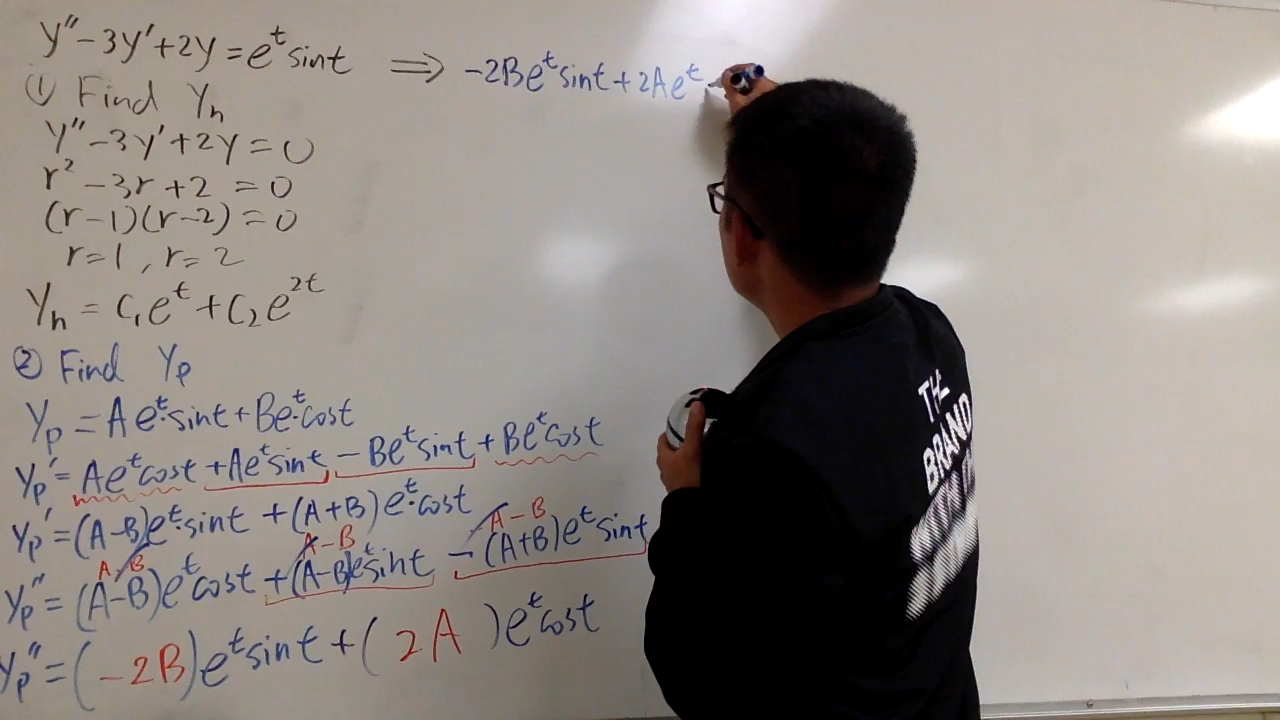 y'' - 3y' + 2y = e^t sint ⟹ -2Be^t sint + 2Ae^t
① Find Y_h
y'' - 3y' + 2y = 0
r² - 3r + 2 = 0
(r-1)(r-2) = 0
r=1, r=2
Y_h = C₁e^t + C₂e^{2t}
② Find Y_p
Y_p = Ae^t·sint + Be^t·cost
Y_p' = Ae^t cost + Ae^t sint - Be^t sint + Be^t cost
Y_p' = (A-B)e^t·sint + (A+B)e^t·cost
A-B A-B A-B
Y_p'' = (A-B)e^t cost + (A-B)e^t sint - (A+B)e^t sint
Y_p'' = (-2B)e^t sint + (2A)e^t cost
THE
BRAND